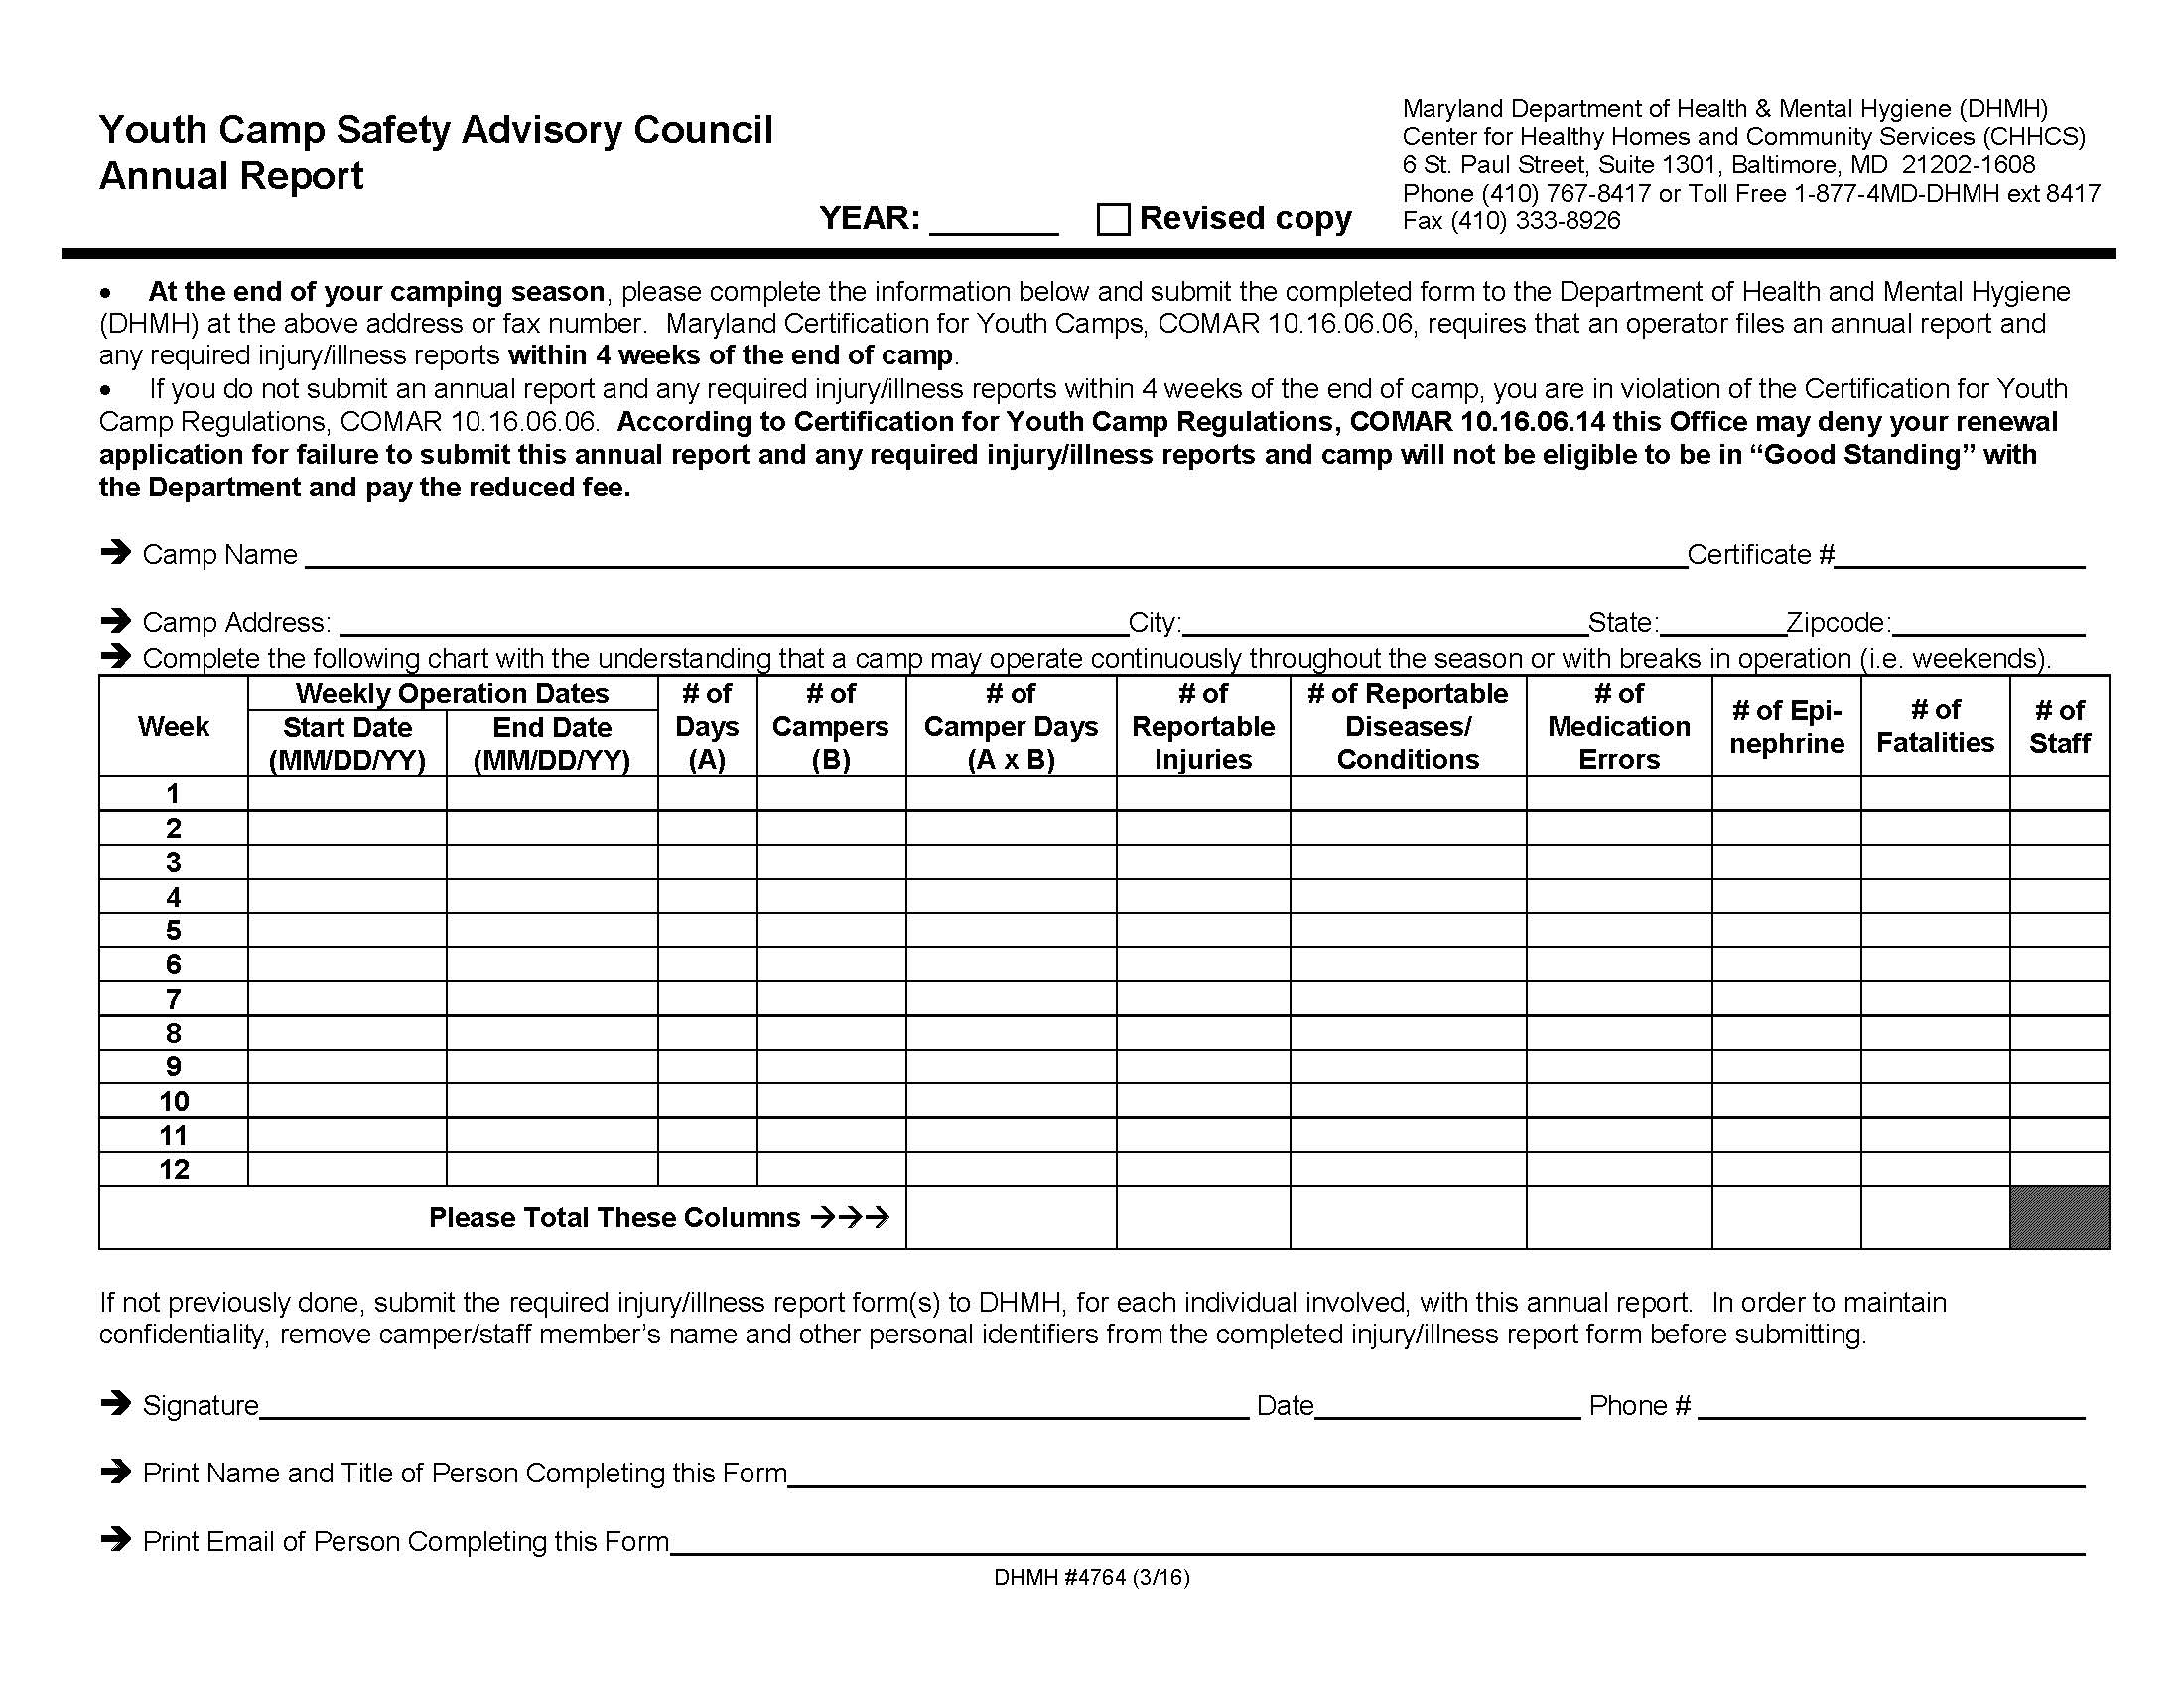 Youth Camp Safety Advisory Council
Annual Report
YEAR: _______ ☐ Revised copy
Maryland Department of Health & Mental Hygiene (DHMH)
Center for Healthy Homes and Community Services (CHHCS)
6 St. Paul Street, Suite 1301, Baltimore, MD 21202-1608
Phone (410) 767-8417 or Toll Free 1-877-4MD-DHMH ext 8417
Fax (410) 333-8926
• At the end of your camping season, please complete the information below and submit the completed form to the Department of Health and Mental Hygiene
(DHMH) at the above address or fax number. Maryland Certification for Youth Camps, COMAR 10.16.06.06, requires that an operator files an annual report and
any required injury/illness reports within 4 weeks of the end of camp.
• If you do not submit an annual report and any required injury/illness reports within 4 weeks of the end of camp, you are in violation of the Certification for Youth
Camp Regulations, COMAR 10.16.06.06. According to Certification for Youth Camp Regulations, COMAR 10.16.06.14 this Office may deny your renewal
application for failure to submit this annual report and any required injury/illness reports and camp will not be eligible to be in “Good Standing” with
the Department and pay the reduced fee.
➔ Camp Name ______ Certificate #______
➔ Camp Address: ______ City:______ State:______ Zipcode:______
➔ Complete the following chart with the understanding that a camp may operate continuously throughout the season or with breaks in operation (i.e. weekends).
Week
Weekly Operation Dates
Start Date
(MM/DD/YY)
End Date
(MM/DD/YY)
# of
Days
(A)
# of
Campers
(B)
# of
Camper Days
(A x B)
# of
Reportable
Injuries
# of Reportable
Diseases/
Conditions
# of
Medication
Errors
# of Epi-
nephrine
# of
Fatalities
# of
Staff
1
2
3
4
5
6
7
8
9
10
11
12
Please Total These Columns →→→
If not previously done, submit the required injury/illness report form(s) to DHMH, for each individual involved, with this annual report. In order to maintain
confidentiality, remove camper/staff member’s name and other personal identifiers from the completed injury/illness report form before submitting.
➔ Signature______ Date______ Phone # ______
➔ Print Name and Title of Person Completing this Form______
➔ Print Email of Person Completing this Form______
DHMH #4764 (3/16)